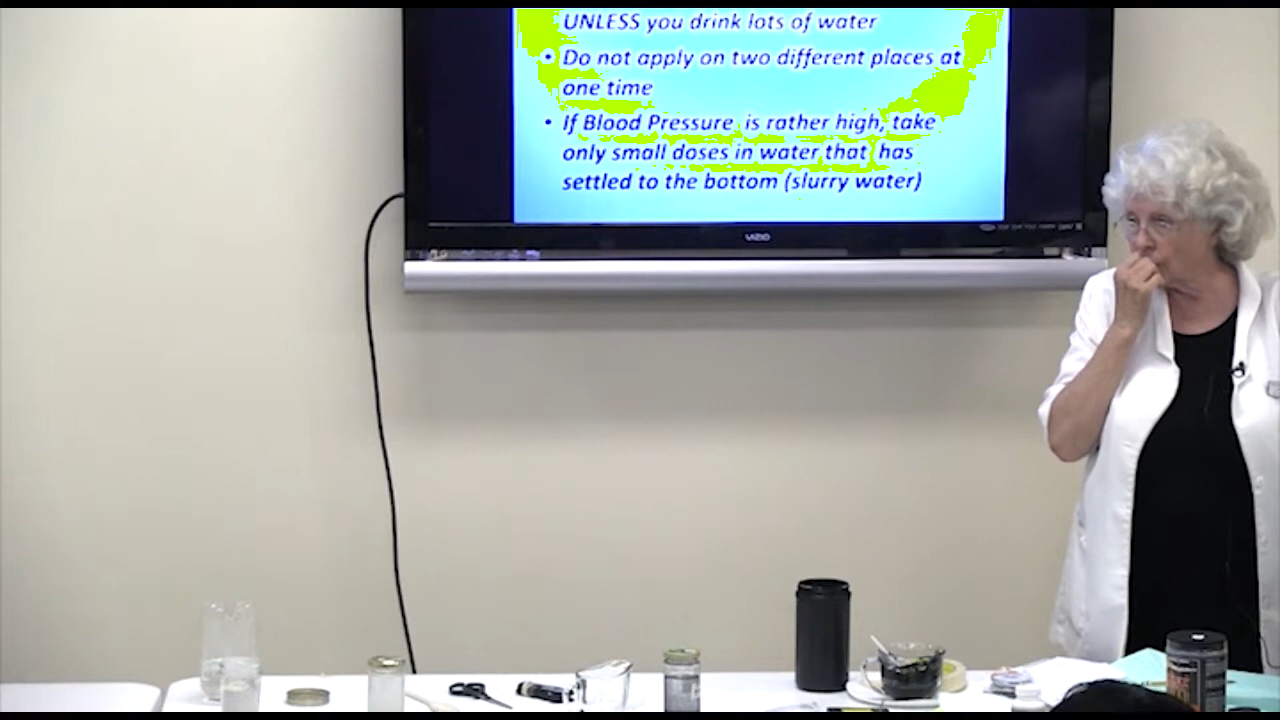 UNLESS you drink lots of water
• Do not apply on two different places at
one time
• If Blood Pressure is rather high, take
only small doses in water that has
settled to the bottom (slurry water)
VIZIO